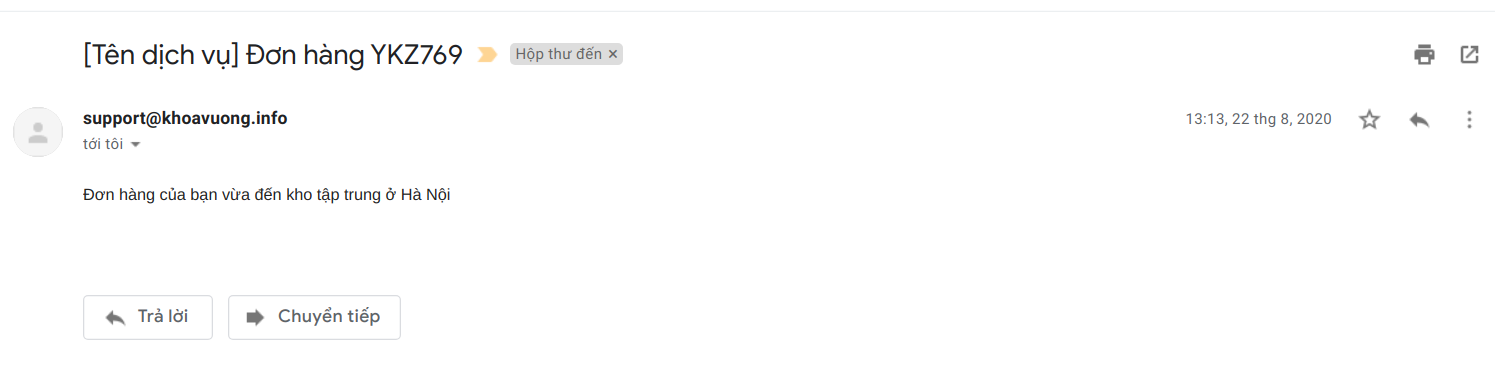 [Tên dịch vụ] Đơn hàng YKZ769 Hộp thư đến ×
support@khoavuong.info 13:13, 22 thg 8, 2020
tới tôi
Đơn hàng của bạn vừa đến kho tập trung ở Hà Nội
Trả lời Chuyển tiếp